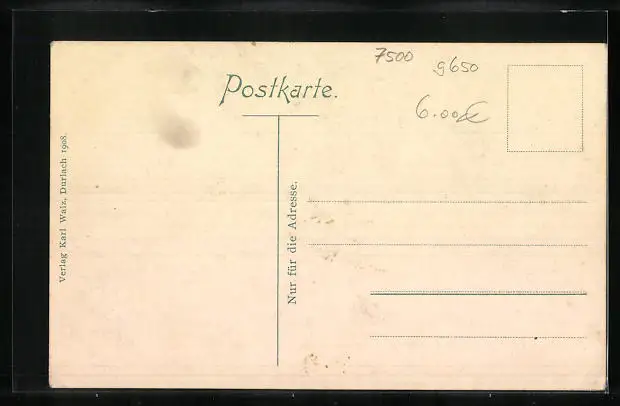 7500
9650
Postkarte.
6.00 €
Nur für die Adresse.
Verlag Karl Walz, Durlach 1908.